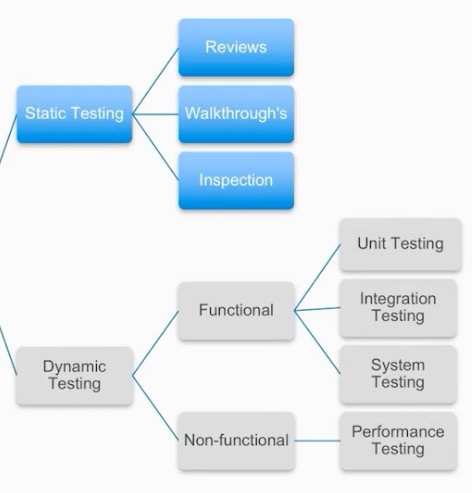 Reviews
Static Testing
Walkthrough's
Inspection
Unit Testing
Functional
Integration
Testing
Dynamic
Testing
System
Testing
Non-functional
Performance
Testing